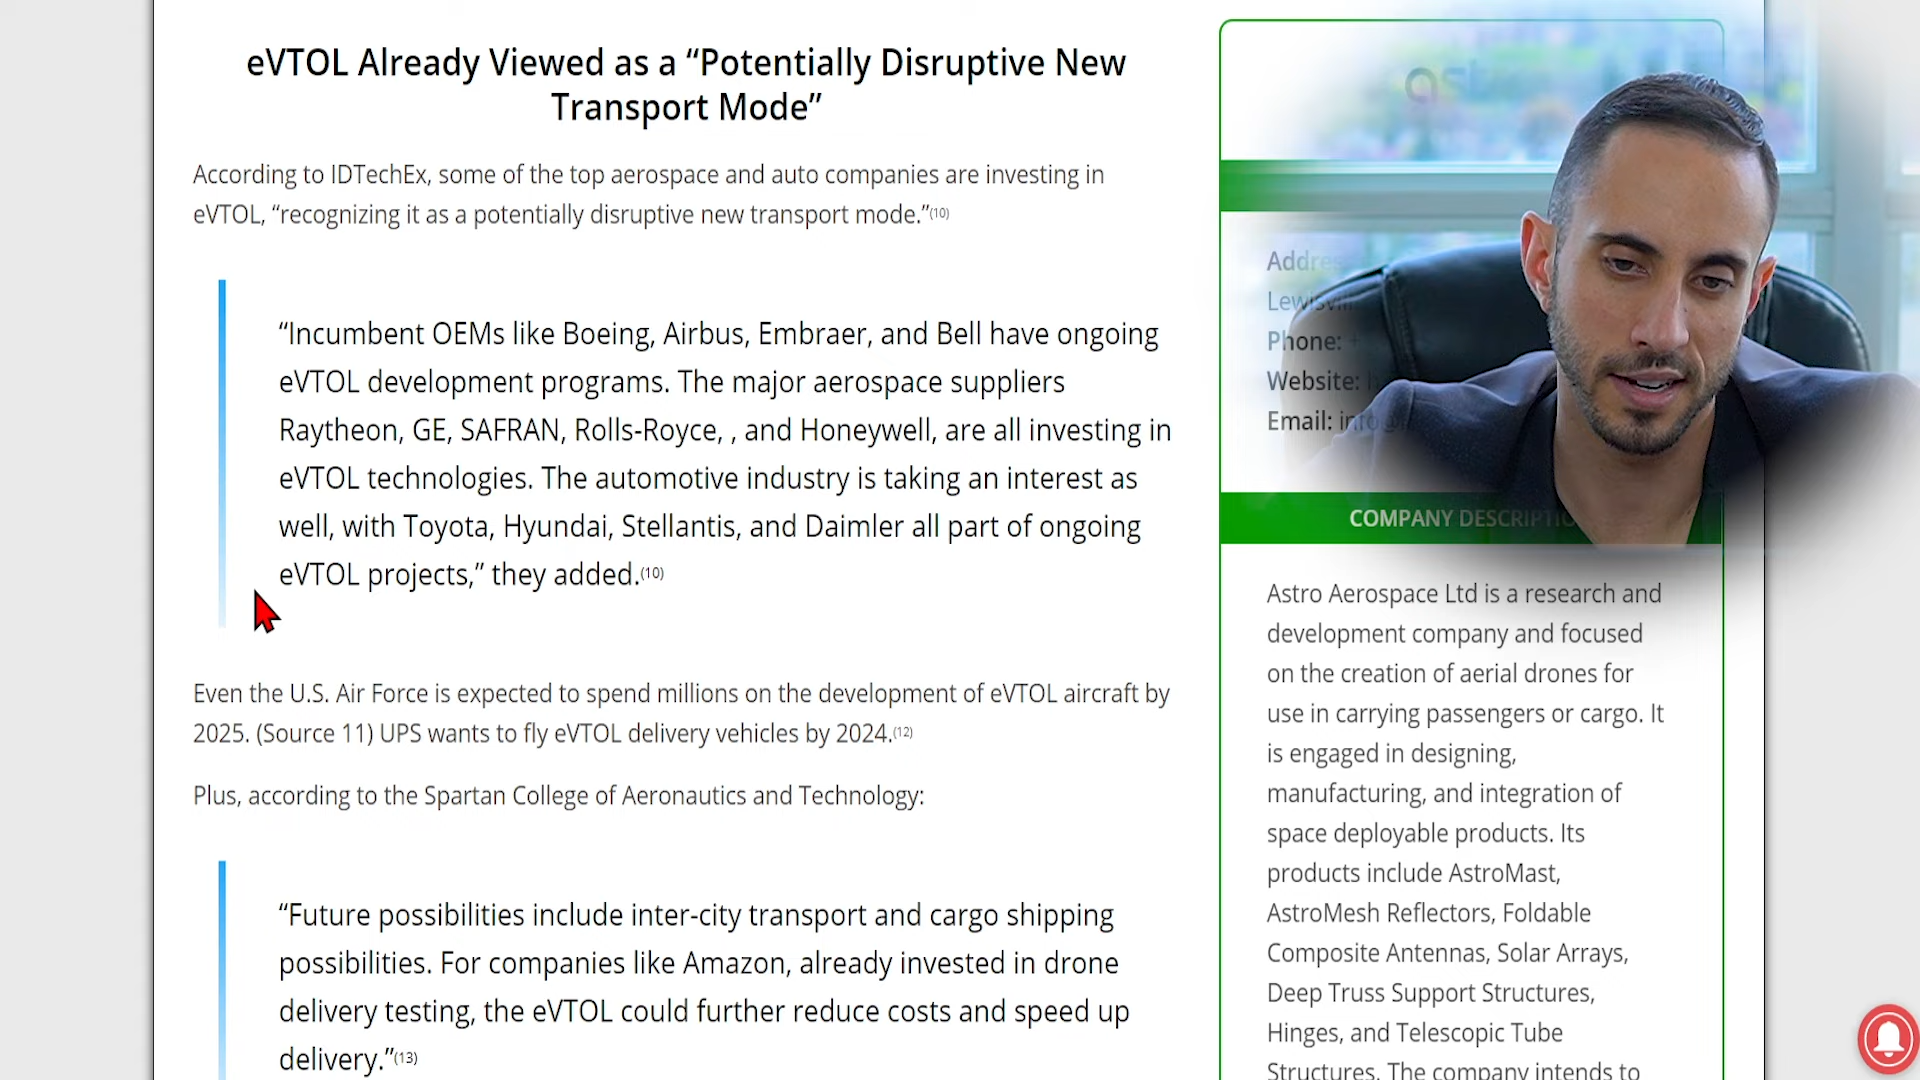 eVTOL Already Viewed as a “Potentially Disruptive New
Transport Mode”
According to IDTechEx, some of the top aerospace and auto companies are investing in
eVTOL, “recognizing it as a potentially disruptive new transport mode.”(10)
“Incumbent OEMs like Boeing, Airbus, Embraer, and Bell have ongoing
eVTOL development programs. The major aerospace suppliers
Raytheon, GE, SAFRAN, Rolls-Royce, , and Honeywell, are all investing in
eVTOL technologies. The automotive industry is taking an interest as
well, with Toyota, Hyundai, Stellantis, and Daimler all part of ongoing
eVTOL projects,” they added.(10)
Even the U.S. Air Force is expected to spend millions on the development of eVTOL aircraft by
2025. (Source 11) UPS wants to fly eVTOL delivery vehicles by 2024.(12)
Plus, according to the Spartan College of Aeronautics and Technology:
“Future possibilities include inter-city transport and cargo shipping
possibilities. For companies like Amazon, already invested in drone
delivery testing, the eVTOL could further reduce costs and speed up
delivery.”(13)
Phone:
Website:
Email:
COMPANY
Astro Aerospace Ltd is a research and
development company and focused
on the creation of aerial drones for
use in carrying passengers or cargo. It
is engaged in designing,
manufacturing, and integration of
space deployable products. Its
products include AstroMast,
AstroMesh Reflectors, Foldable
Composite Antennas, Solar Arrays,
Deep Truss Support Structures,
Hinges, and Telescopic Tube
Structures. The company intends to